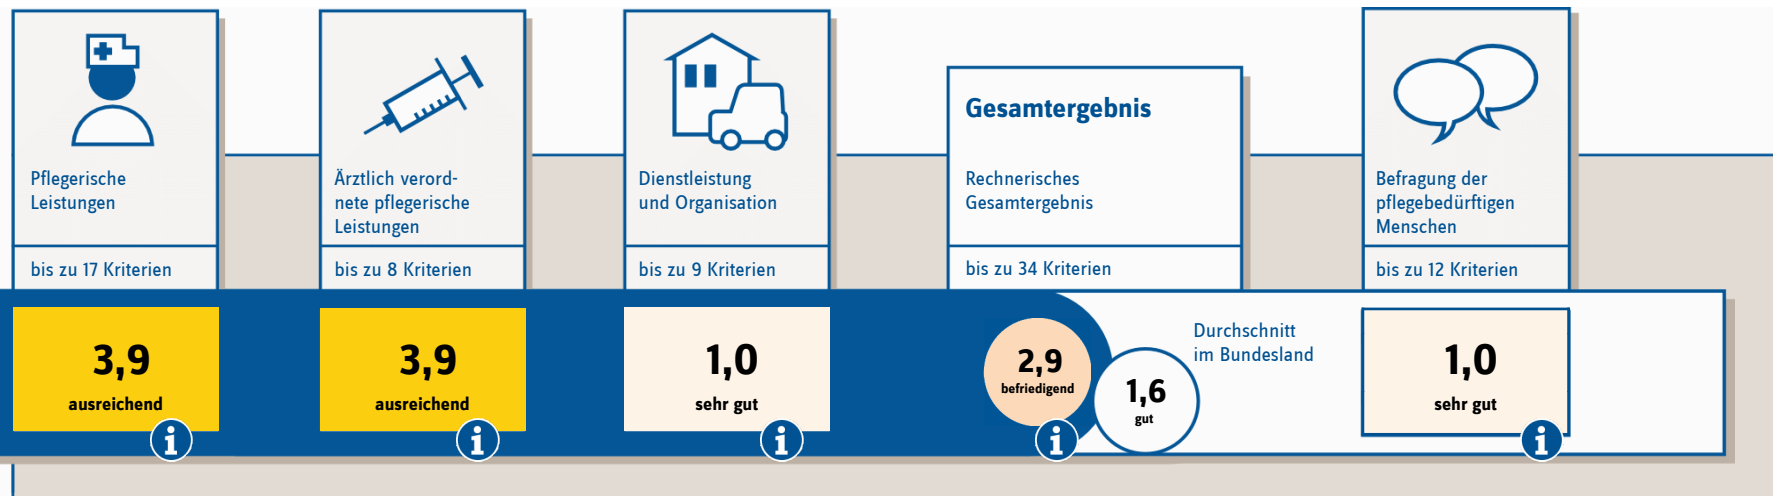 Pflegerische
Leistungen
bis zu 17 Kriterien
3,9
ausreichend
i
Ärztlich verord-
nete pflegerische
Leistungen
bis zu 8 Kriterien
3,9
ausreichend
i
Dienstleistung
und Organisation
bis zu 9 Kriterien
1,0
sehr gut
i
Gesamtergebnis
Rechnerisches
Gesamtergebnis
bis zu 34 Kriterien
2,9
befriedigend
i
1,6
gut
Durchschnitt
im Bundesland
Befragung der
pflegebedürftigen
Menschen
bis zu 12 Kriterien
1,0
sehr gut
i